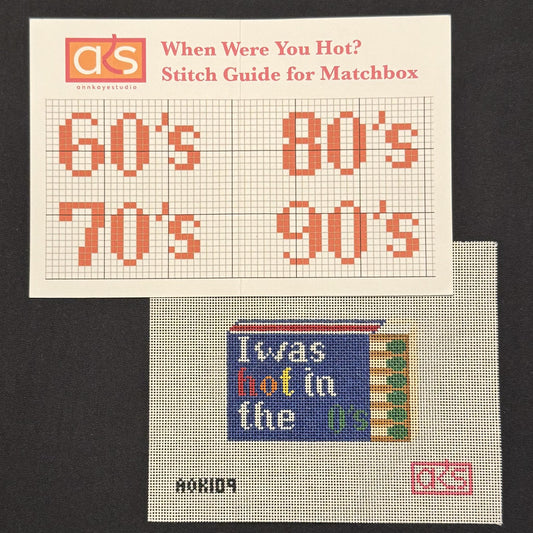 aks
annkayestudio
When Were You Hot?
Stitch Guide for Matchbox
60's
80's
70's
90's
I was
hot in
the 0's
AOK109
aks